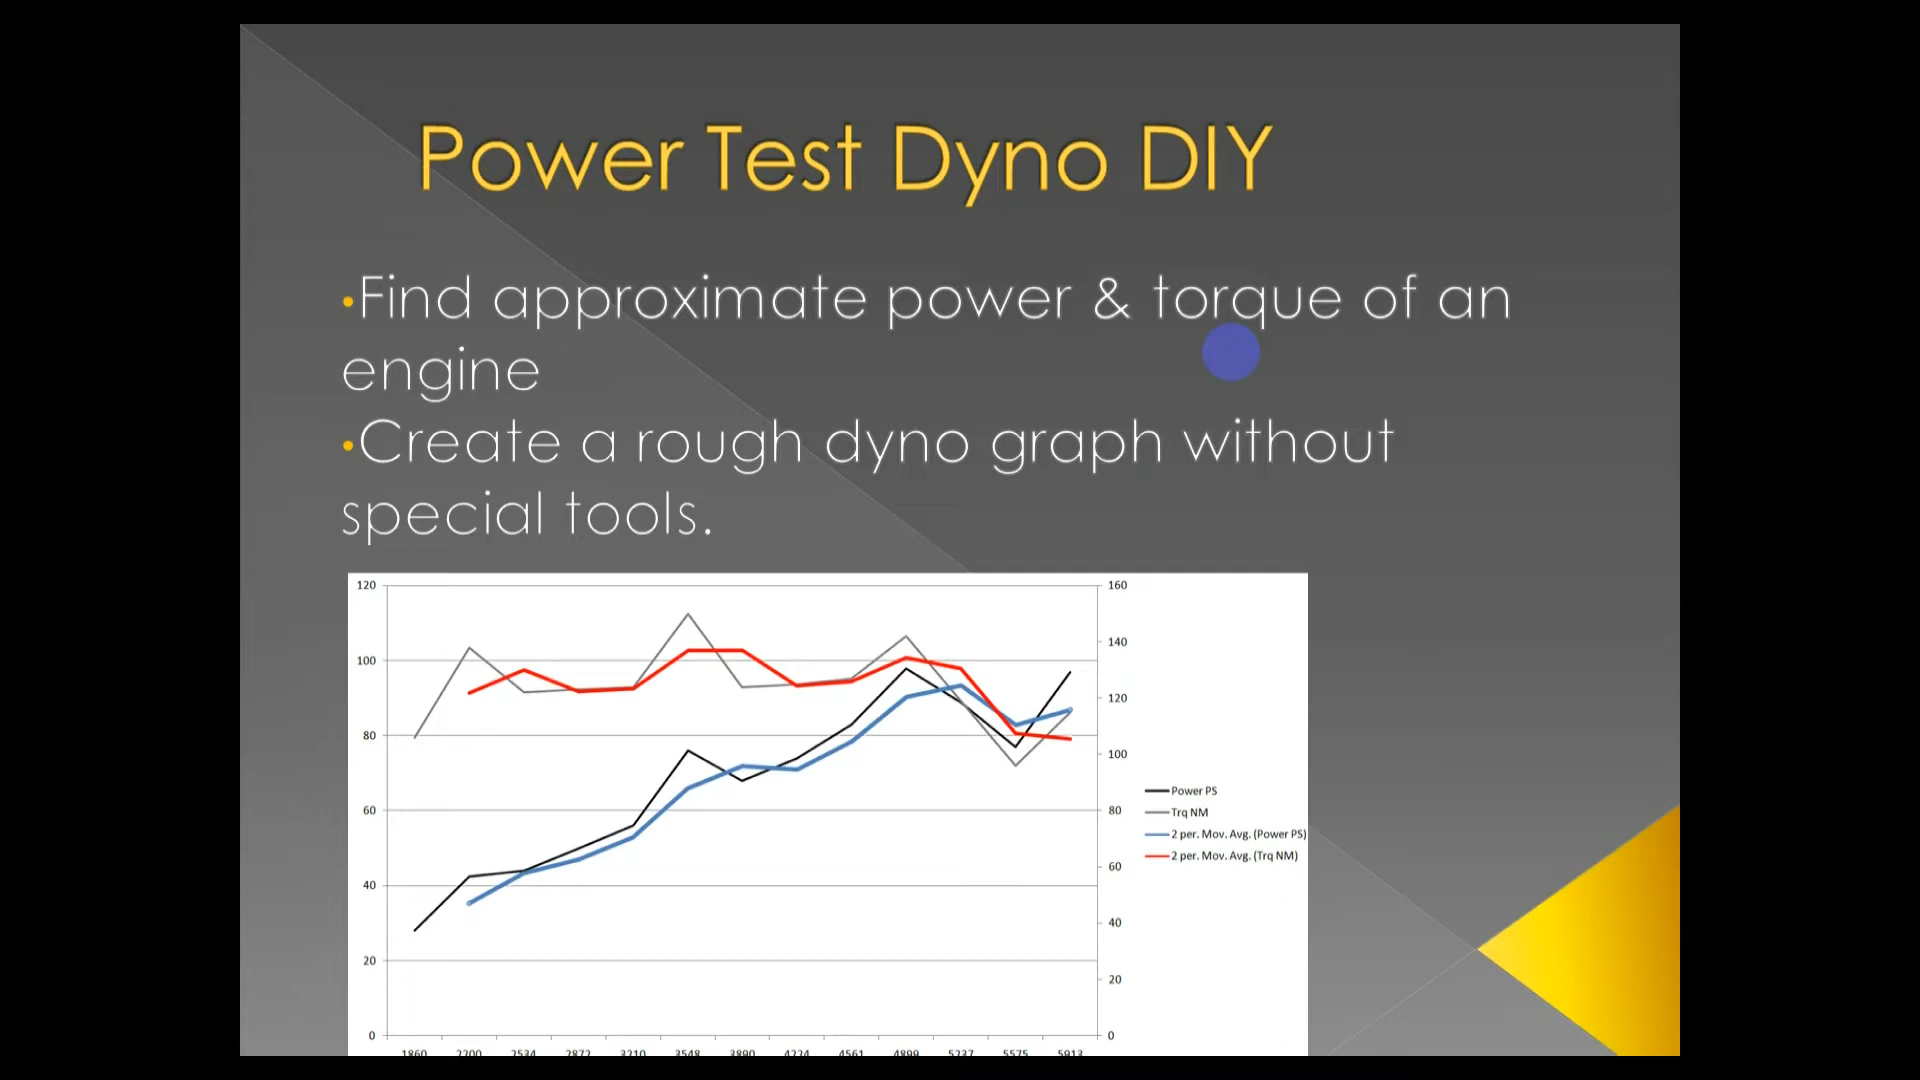 Power Test Dyno DIY
•Find approximate power & torque of an
engine
•Create a rough dyno graph without
special tools.
120
100
80
60
40
20
0
160
140
120
100
80
60
40
20
0
Power PS
Trq NM
2 per. Mov. Avg. (Power PS)
2 per. Mov. Avg. (Trq NM)
1860 2200 2534 2872 3210 3548 3890 4224 4561 4899 5237 5575 5913